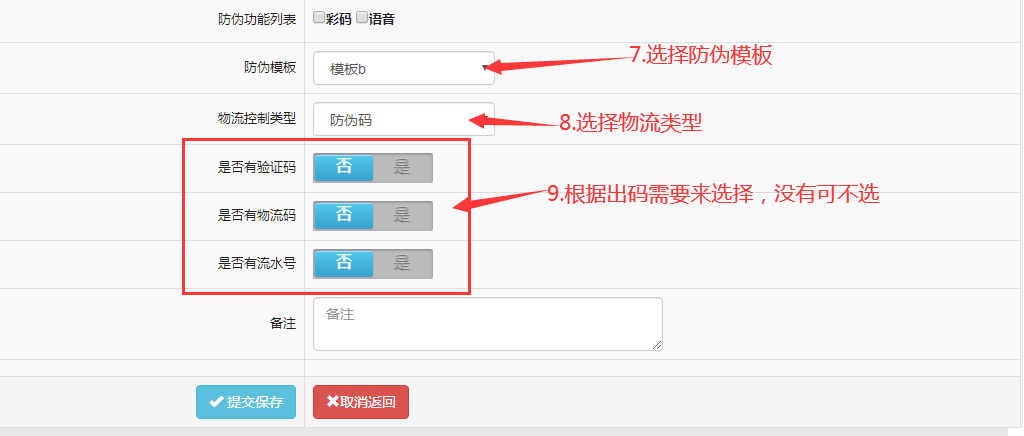 防伪功能列表 彩码 语音
防伪模板 模板b 7.选择防伪模板
物流控制类型 防伪码 8.选择物流类型
是否有验证码 否 是
9.根据出码需要来选择，没有可不选
是否有物流码 否 是
是否有流水号 否 是
备注 备注
提交保存 取消返回